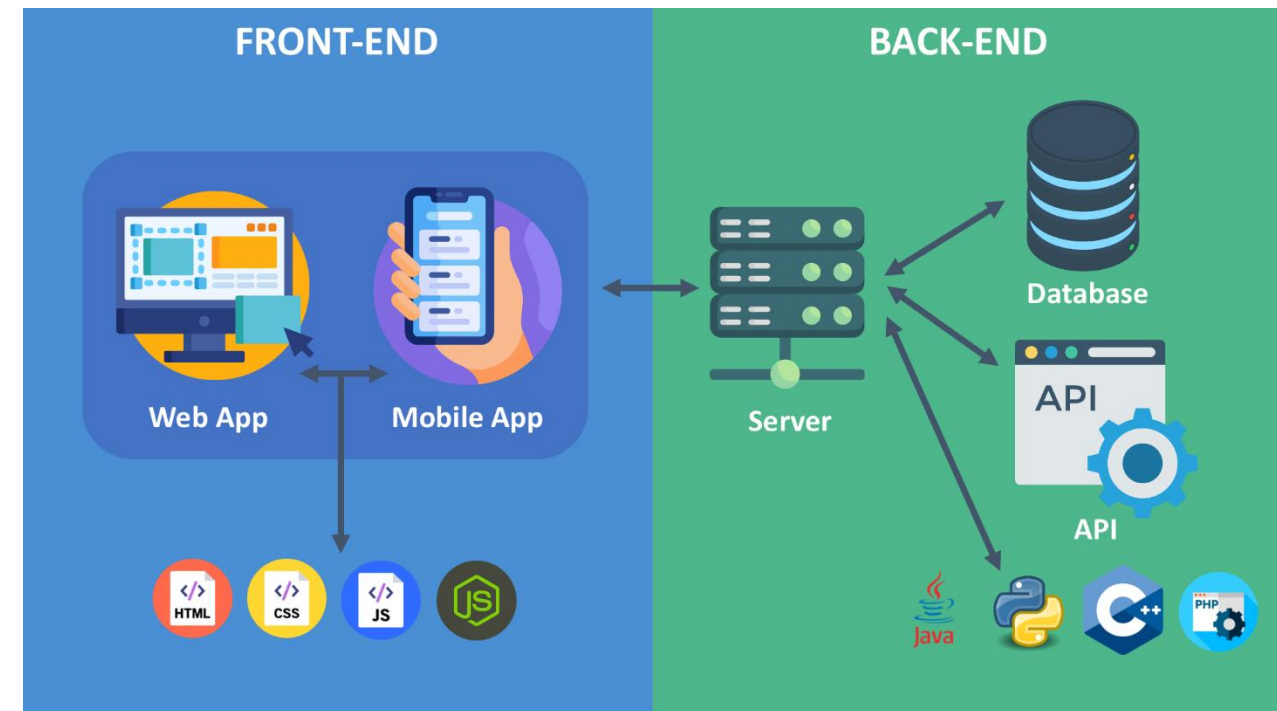 FRONT-END
BACK-END
Web App
Mobile App
Server
Database
API
API
</> HTML
</> CSS
</> JS
JS
Java
C++
PHP